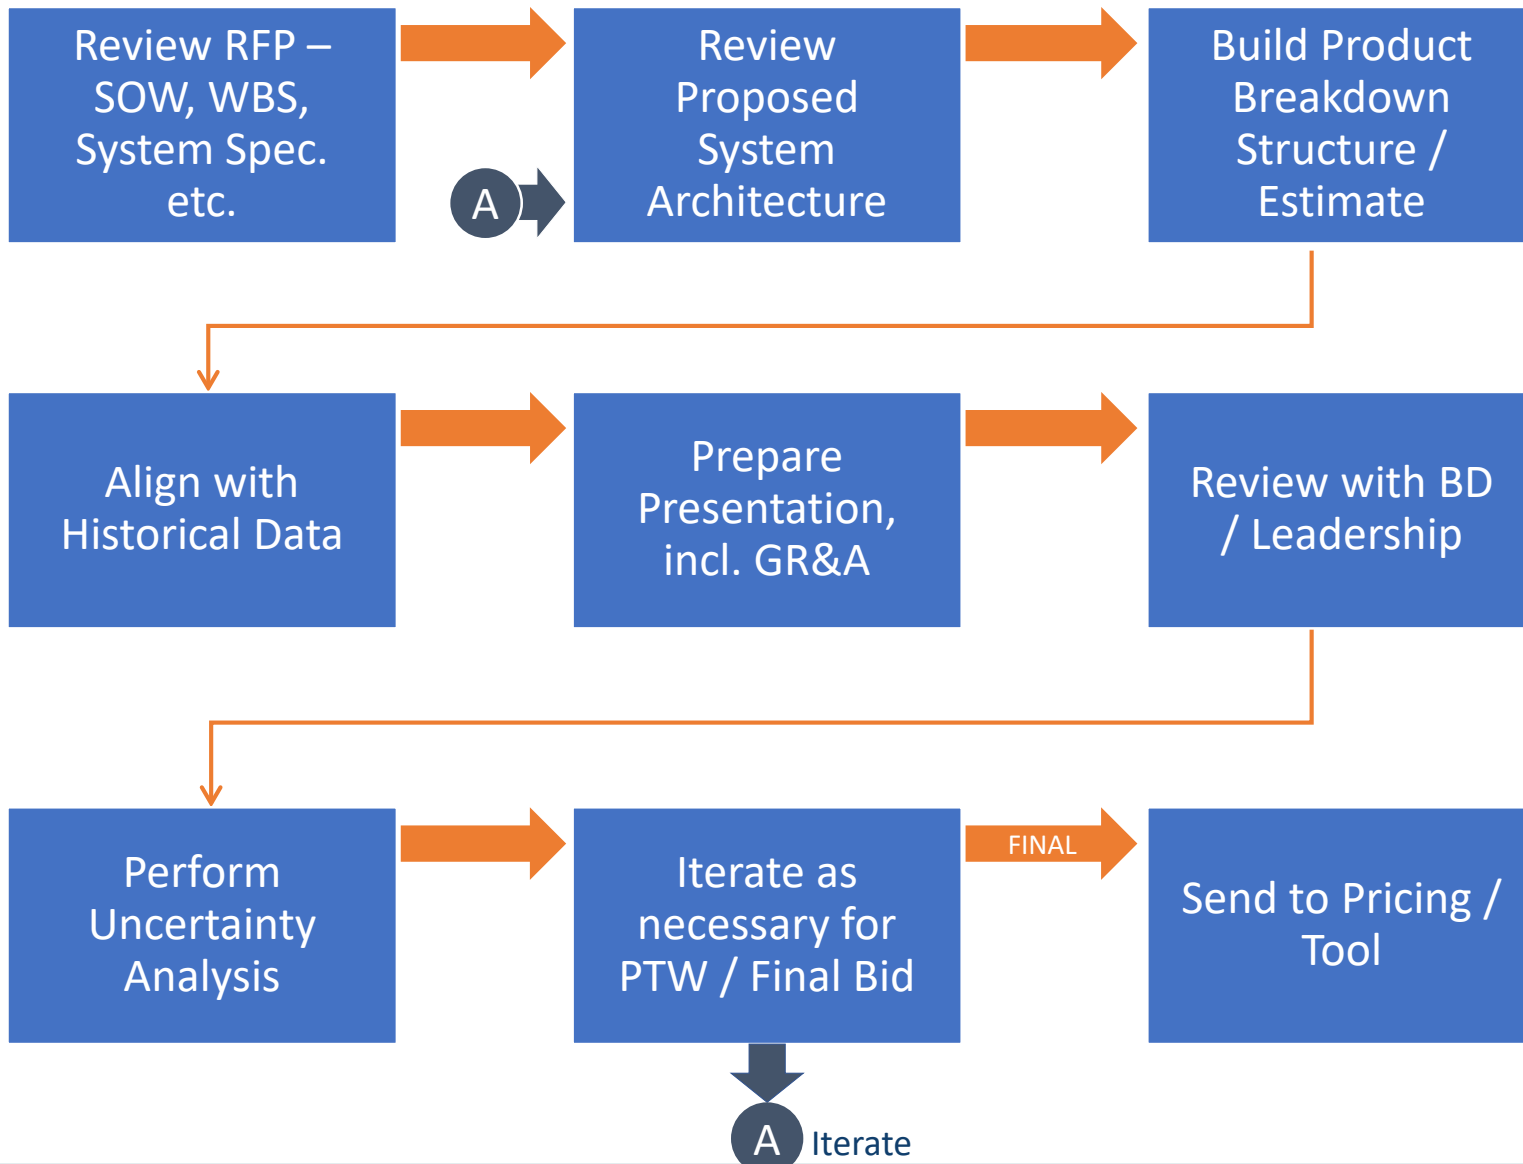 Review RFP –
SOW, WBS,
System Spec.
etc.
A
Review
Proposed
System
Architecture
Build Product
Breakdown
Structure /
Estimate
Align with
Historical Data
Prepare
Presentation,
incl. GR&A
Review with BD
/ Leadership
Perform
Uncertainty
Analysis
Iterate as
necessary for
PTW / Final Bid
FINAL
Send to Pricing /
Tool
A
Iterate